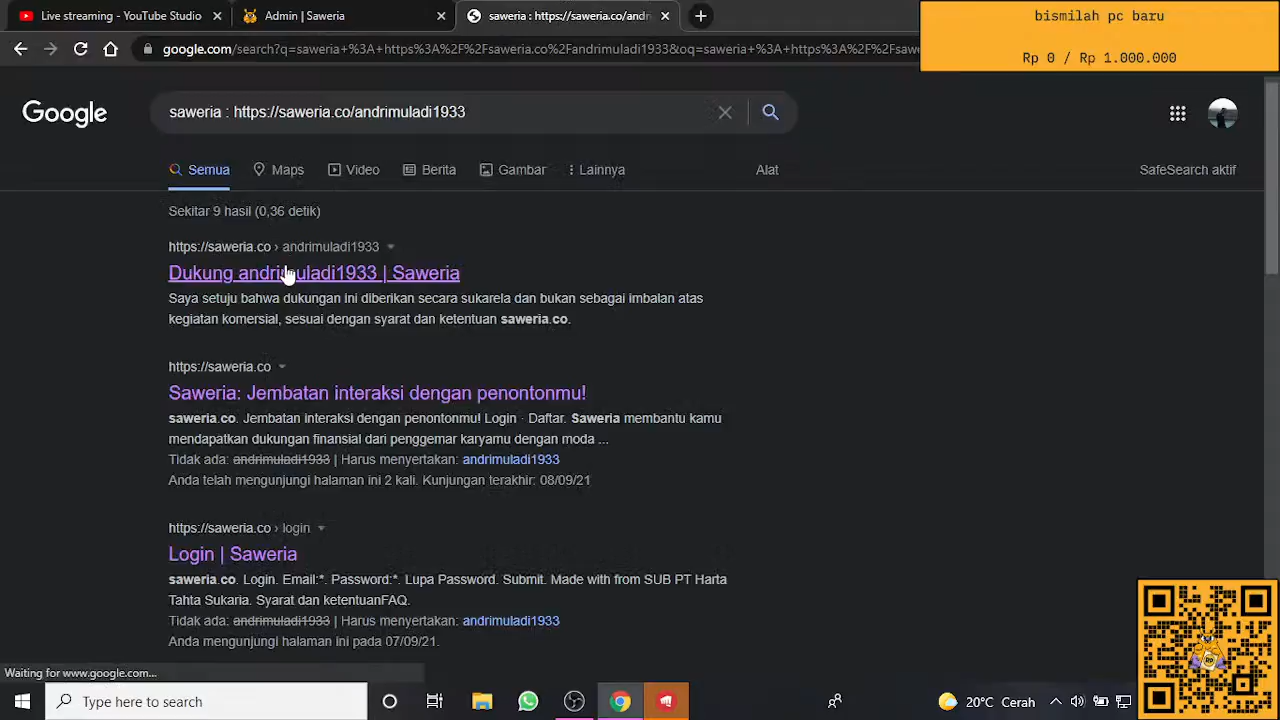 Live streaming - YouTube Studio
Admin | Saweria
saweria : https://saweria.co/andr
bismilah pc baru
google.com/search?q=saweria+%3A+https%3A%2F%2Fsaweria.co%2Fandrimuladi1933&oq=saweria+%3A+https%3A%2F%2Fsawe
Rp 0 / Rp 1.000.000
Google
saweria : https://saweria.co/andrimuladi1933
Semua
Maps
Video
Berita
Gambar
Lainnya
Alat
SafeSearch aktif
Sekitar 9 hasil (0,36 detik)
https://saweria.co › andrimuladi1933
Dukung andrimuladi1933 | Saweria
Saya setuju bahwa dukungan ini diberikan secara sukarela dan bukan sebagai imbalan atas
kegiatan komersial, sesuai dengan syarat dan ketentuan saweria.co.
https://saweria.co
Saweria: Jembatan interaksi dengan penontonmu!
saweria.co. Jembatan interaksi dengan penontonmu! Login · Daftar. Saweria membantu kamu
mendapatkan dukungan finansial dari penggemar karyamu dengan moda ...
Tidak ada: andrimuladi1933 | Harus menyertakan: andrimuladi1933
Anda telah mengunjungi halaman ini 2 kali. Kunjungan terakhir: 08/09/21
https://saweria.co › login
Login | Saweria
saweria.co. Login. Email:*. Password:*. Lupa Password. Submit. Made with from SUB PT Harta
Tahta Sukaria. Syarat dan ketentuanFAQ.
Tidak ada: andrimuladi1933 | Harus menyertakan: andrimuladi1933
Anda mengunjungi halaman ini pada 07/09/21
Waiting for www.google.com...
Type here to search
20°C Cerah